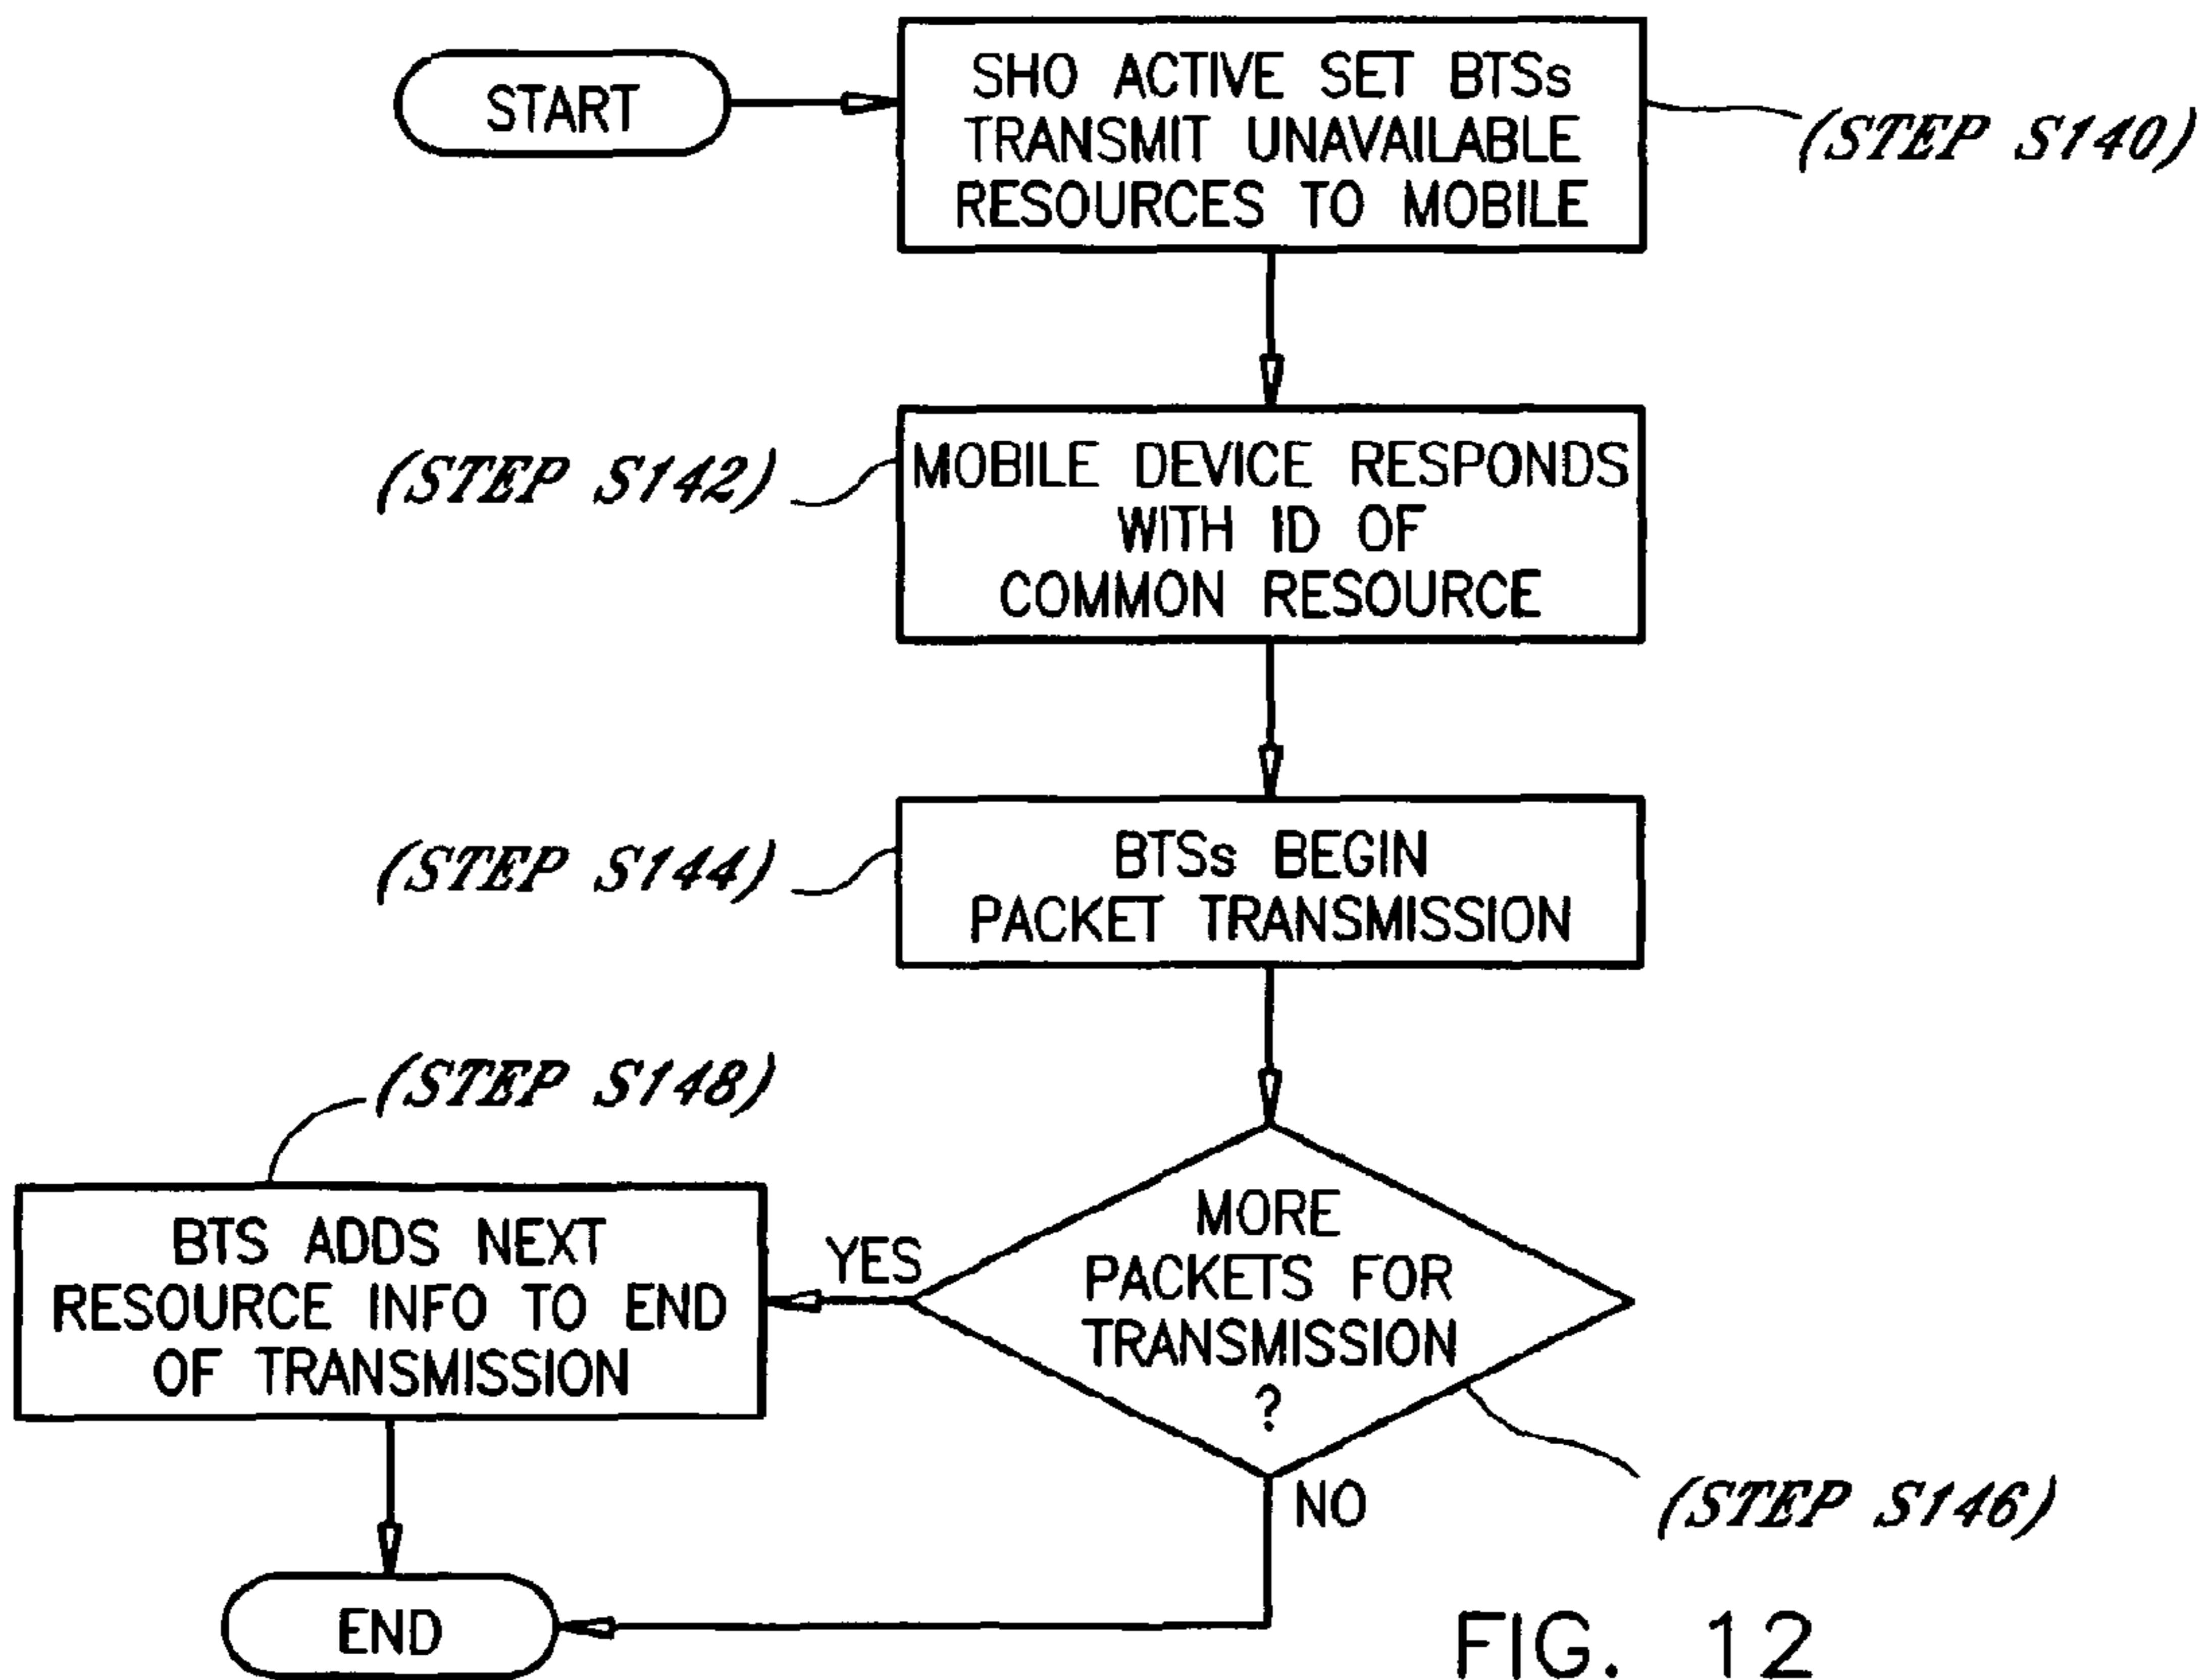 START
SHO ACTIVE SET BTSs
TRANSMIT UNAVAILABLE
RESOURCES TO MOBILE
(STEP S140)
(STEP S142)
MOBILE DEVICE RESPONDS
WITH ID OF
COMMON RESOURCE
(STEP S144)
BTSs BEGIN
PACKET TRANSMISSION
(STEP S148)
BTS ADDS NEXT
RESOURCE INFO TO END
OF TRANSMISSION
YES
MORE
PACKETS FOR
TRANSMISSION
?
NO
(STEP S146)
END
FIG. 12